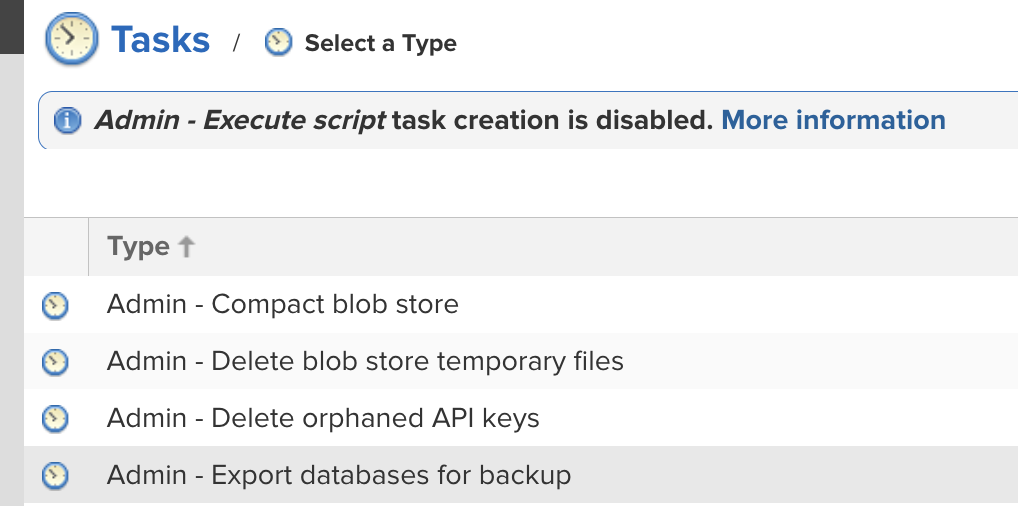 Tasks / Select a Type
Admin - Execute script task creation is disabled. More information
Type
Admin - Compact blob store
Admin - Delete blob store temporary files
Admin - Delete orphaned API keys
Admin - Export databases for backup